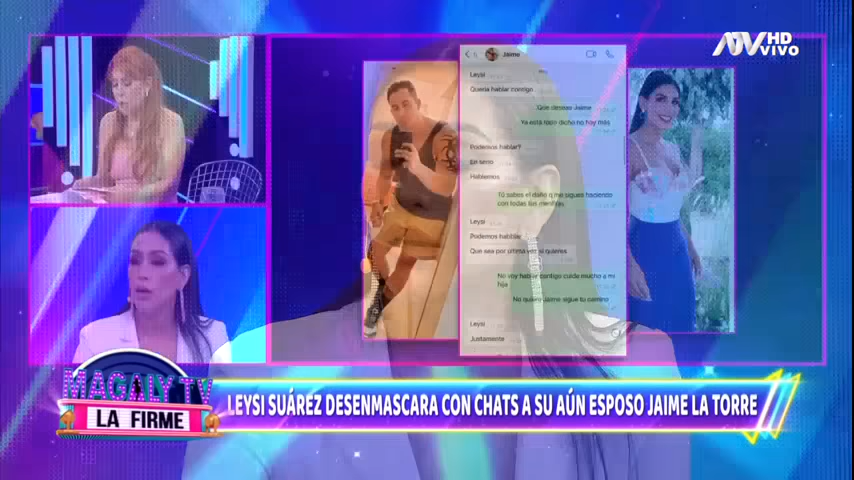 ATV HD
VIVO
Jaime
Leysi
Quería hablar contigo
Que deseas Jaime
Ya está todo dicho no hay más
Podemos hablar?
En serio
Hablemos
Tú sabes el daño q me sigues haciendo
con todas tus mentiras
Leysi
Podemos hablar
Que sea por última vez si quieres
No voy hablar contigo cuida mucho a mi
hija
No quiero Jaime sigue tu camino
Leysi
Justamente
MAGALY TV
LA FIRME
LEYSI SUÁREZ DESENMASCARA CON CHATS A SU AÚN ESPOSO JAIME LA TORRE